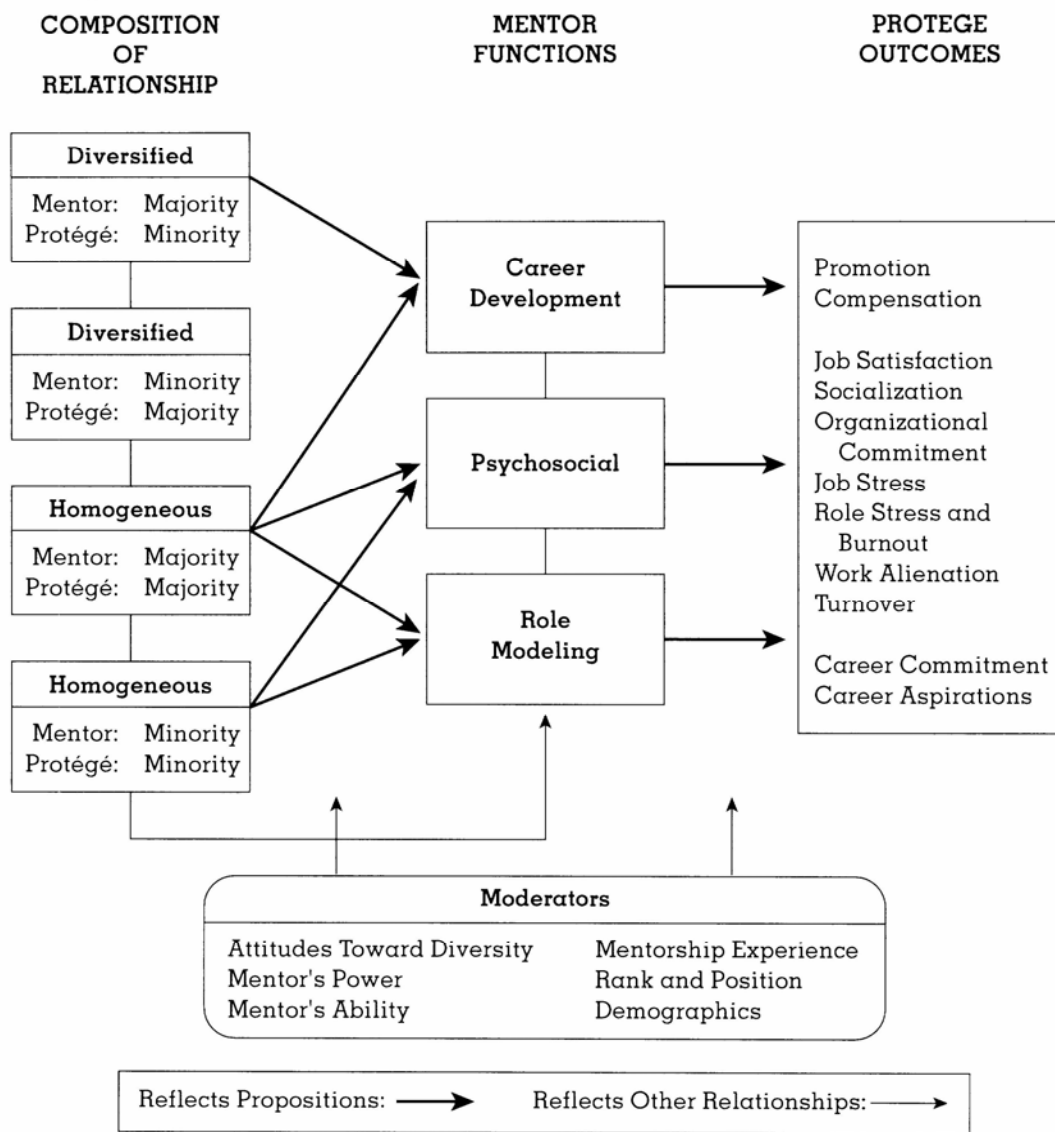 COMPOSITION
OF
RELATIONSHIP
MENTOR
FUNCTIONS
PROTEGE
OUTCOMES
Diversified
Mentor: Majority
Protégé: Minority
Diversified
Mentor: Minority
Protégé: Majority
Homogeneous
Mentor: Majority
Protégé: Majority
Homogeneous
Mentor: Minority
Protégé: Minority
Career
Development
Psychosocial
Role
Modeling
Promotion
Compensation
Job Satisfaction
Socialization
Organizational
Commitment
Job Stress
Role Stress and
Burnout
Work Alienation
Turnover
Career Commitment
Career Aspirations
Moderators
Attitudes Toward Diversity
Mentor's Power
Mentor's Ability
Mentorship Experience
Rank and Position
Demographics
Reflects Propositions:
Reflects Other Relationships: